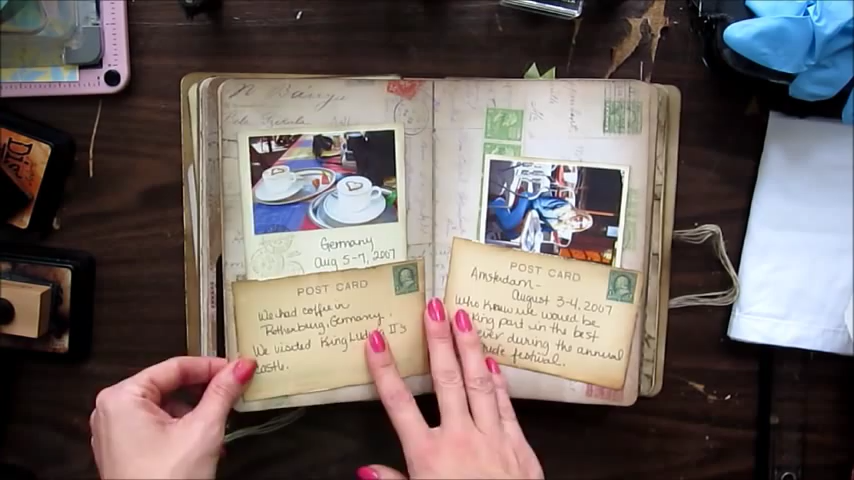 Germany
Aug 5-7, 2007
POST CARD
We had coffee in
Rothenburg, Germany.
We visited King Ludwig II's
castle.
POST CARD
Amsterdam-
August 3-4, 2007
Who knew we would be
king part in the best
ever during the annual
festival.